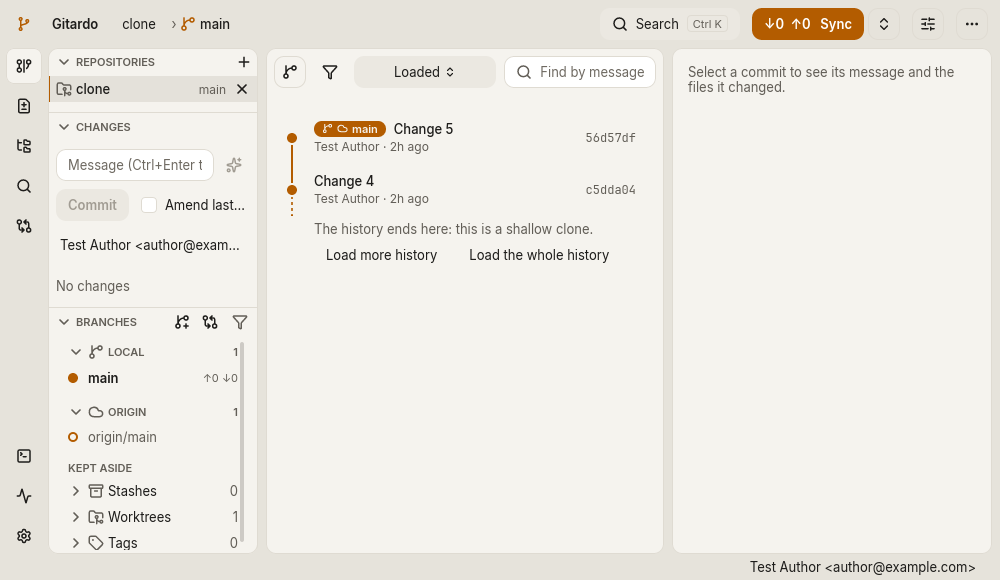 Gitardo clone main Search Ctrl K ↓0 ↑0 Sync
REPOSITORIES
clone main
CHANGES
Message (Ctrl+Enter t
Commit Amend last...
Test Author <author@exam...
No changes
BRANCHES
LOCAL 1
main ↑0 ↓0
ORIGIN 1
origin/main
KEPT ASIDE
Stashes 0
Worktrees 1
Tags 0
Loaded Find by message
main Change 5 56d57df
Test Author · 2h ago
Change 4 c5dda04
Test Author · 2h ago
The history ends here: this is a shallow clone.
Load more history Load the whole history
Select a commit to see its message and the
files it changed.
Test Author <author@example.com>